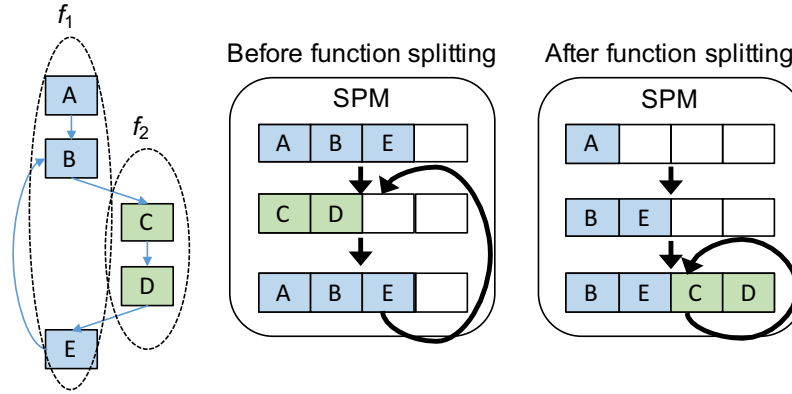 f1
A
B
f2
C
D
E
Before function splitting
SPM
A B E
C D
A B E
After function splitting
SPM
A
B E
B E C D